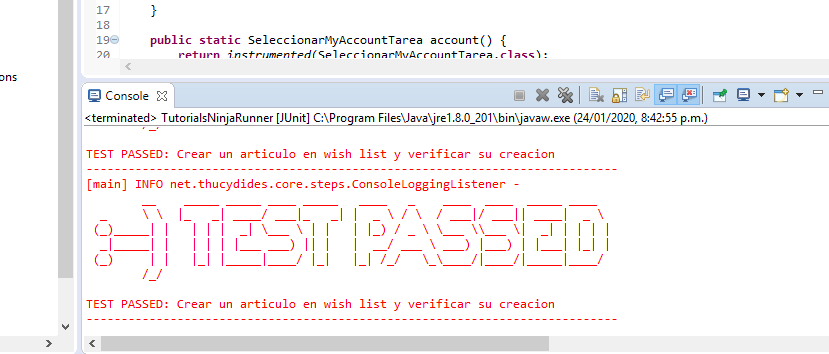 17 }
18
19 public static SeleccionarMyAccountTarea account() {
20 return instrumented(SeleccionarMyAccountTarea.class);
ons
Console
<terminated> TutorialsNinjaRunner [JUnit] C:\Program Files\Java\jre1.8.0_201\bin\javaw.exe (24/01/2020, 8:42:55 p.m.)
TEST PASSED: Crear un articulo en wish list y verificar su creacion
[main] INFO net.thucydides.core.steps.ConsoleLoggingListener -
:-) TEST PASSED
TEST PASSED: Crear un articulo en wish list y verificar su creacion